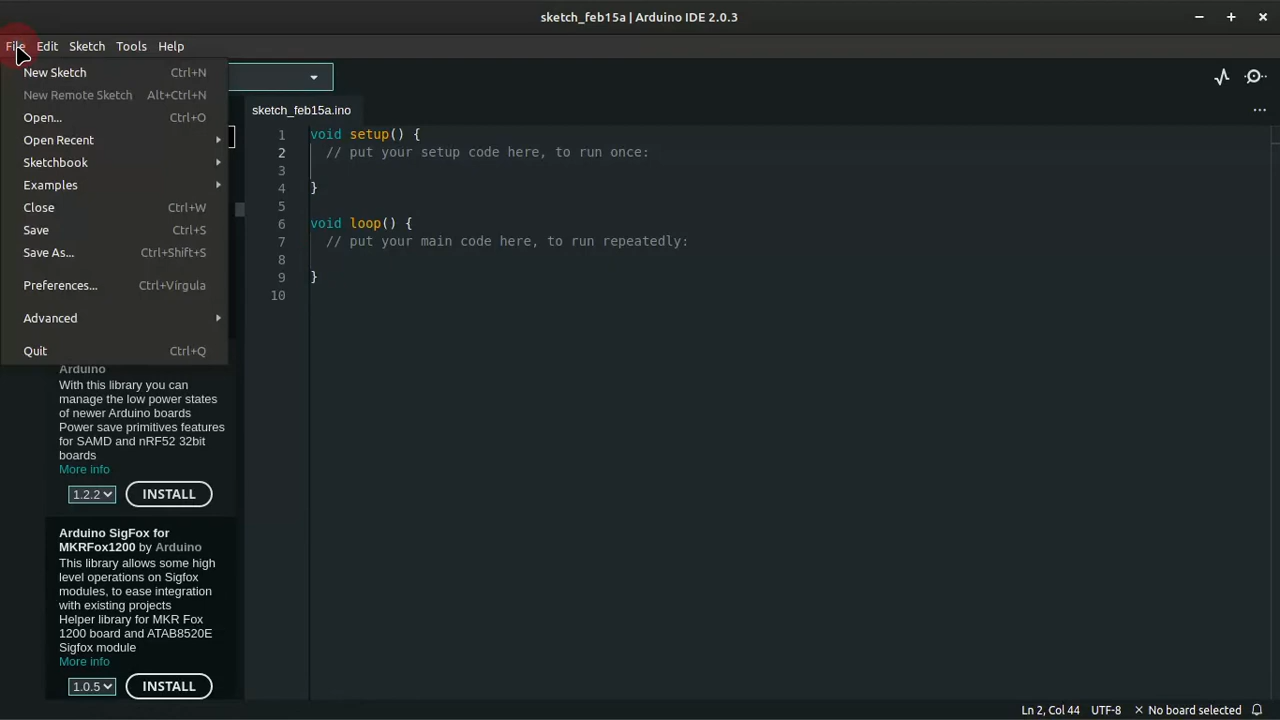 sketch_feb15a | Arduino IDE 2.0.3
File Edit Sketch Tools Help
New Sketch Ctrl+N
New Remote Sketch Alt+Ctrl+N
Open... Ctrl+O
Open Recent
Sketchbook
Examples
Close Ctrl+W
Save Ctrl+S
Save As... Ctrl+Shift+S
Preferences... Ctrl+Vírgula
Advanced
Quit Ctrl+Q
Arduino
With this library you can
manage the low power states
of newer Arduino boards
Power save primitives features
for SAMD and nRF52 32bit
boards
More info
1.2.2 INSTALL
Arduino SigFox for
MKRFox1200 by Arduino
This library allows some high
level operations on Sigfox
modules, to ease integration
with existing projects
Helper library for MKR Fox
1200 board and ATAB8520E
Sigfox module
More info
1.0.5 INSTALL
sketch_feb15a.ino
1 void setup() {
2 // put your setup code here, to run once:
3
4 }
5
6 void loop() {
7 // put your main code here, to run repeatedly:
8
9 }
10
Ln 2, Col 44 UTF-8 × No board selected